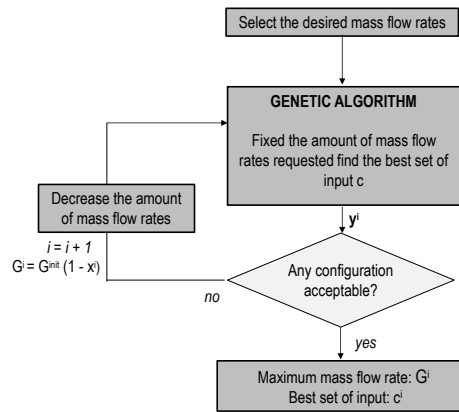 Select the desired mass flow rates
GENETIC ALGORITHM
Fixed the amount of mass flow
rates requested find the best set of
input c
Decrease the amount
of mass flow rates
i = i + 1
Gⁱ = Gⁱⁿⁱᵗ (1 - xⁱ)
yⁱ
Any configuration
acceptable?
no
yes
Maximum mass flow rate: Gⁱ
Best set of input: cⁱ